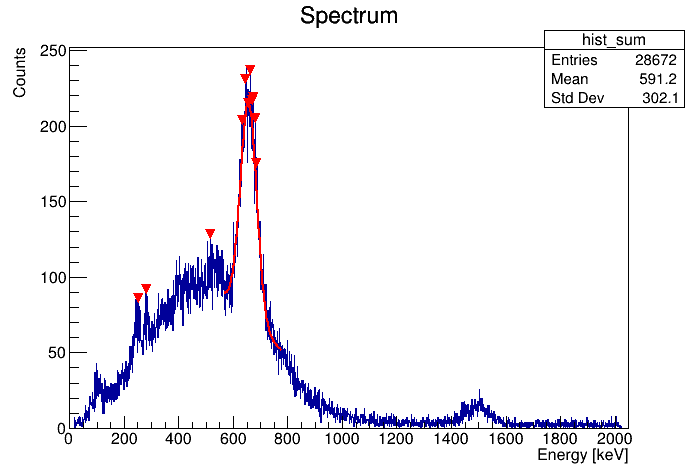 Spectrum
hist_sum
Entries 28672
Mean 591.2
Std Dev 302.1
Counts
250
200
150
100
50
0
0 200 400 600 800 1000 1200 1400 1600 1800 2000
Energy [keV]